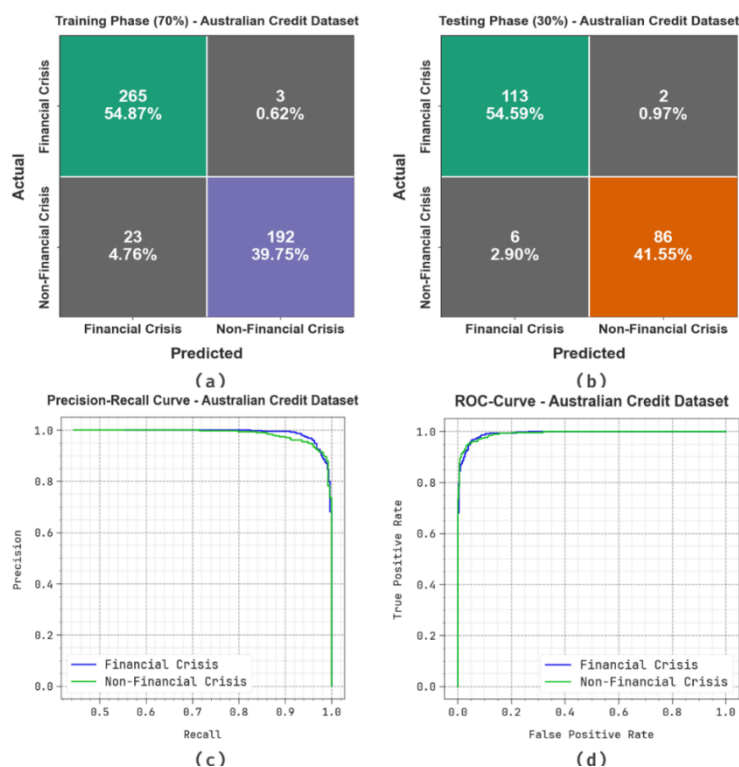 Training Phase (70%) - Australian Credit Dataset
Actual
Financial Crisis
Non-Financial Crisis
265
54.87%
3
0.62%
23
4.76%
192
39.75%
Financial Crisis
Non-Financial Crisis
Predicted
(a)
Testing Phase (30%) - Australian Credit Dataset
Actual
Financial Crisis
Non-Financial Crisis
113
54.59%
2
0.97%
6
2.90%
86
41.55%
Financial Crisis
Non-Financial Crisis
Predicted
(b)
Precision-Recall Curve - Australian Credit Dataset
Precision
1.0
0.8
0.6
0.4
0.2
0.0
Financial Crisis
Non-Financial Crisis
0.5 0.6 0.7 0.8 0.9 1.0
Recall
(c)
ROC-Curve - Australian Credit Dataset
True Positive Rate
1.0
0.8
0.6
0.4
0.2
0.0
Financial Crisis
Non-Financial Crisis
0.0 0.2 0.4 0.6 0.8 1.0
False Positive Rate
(d)